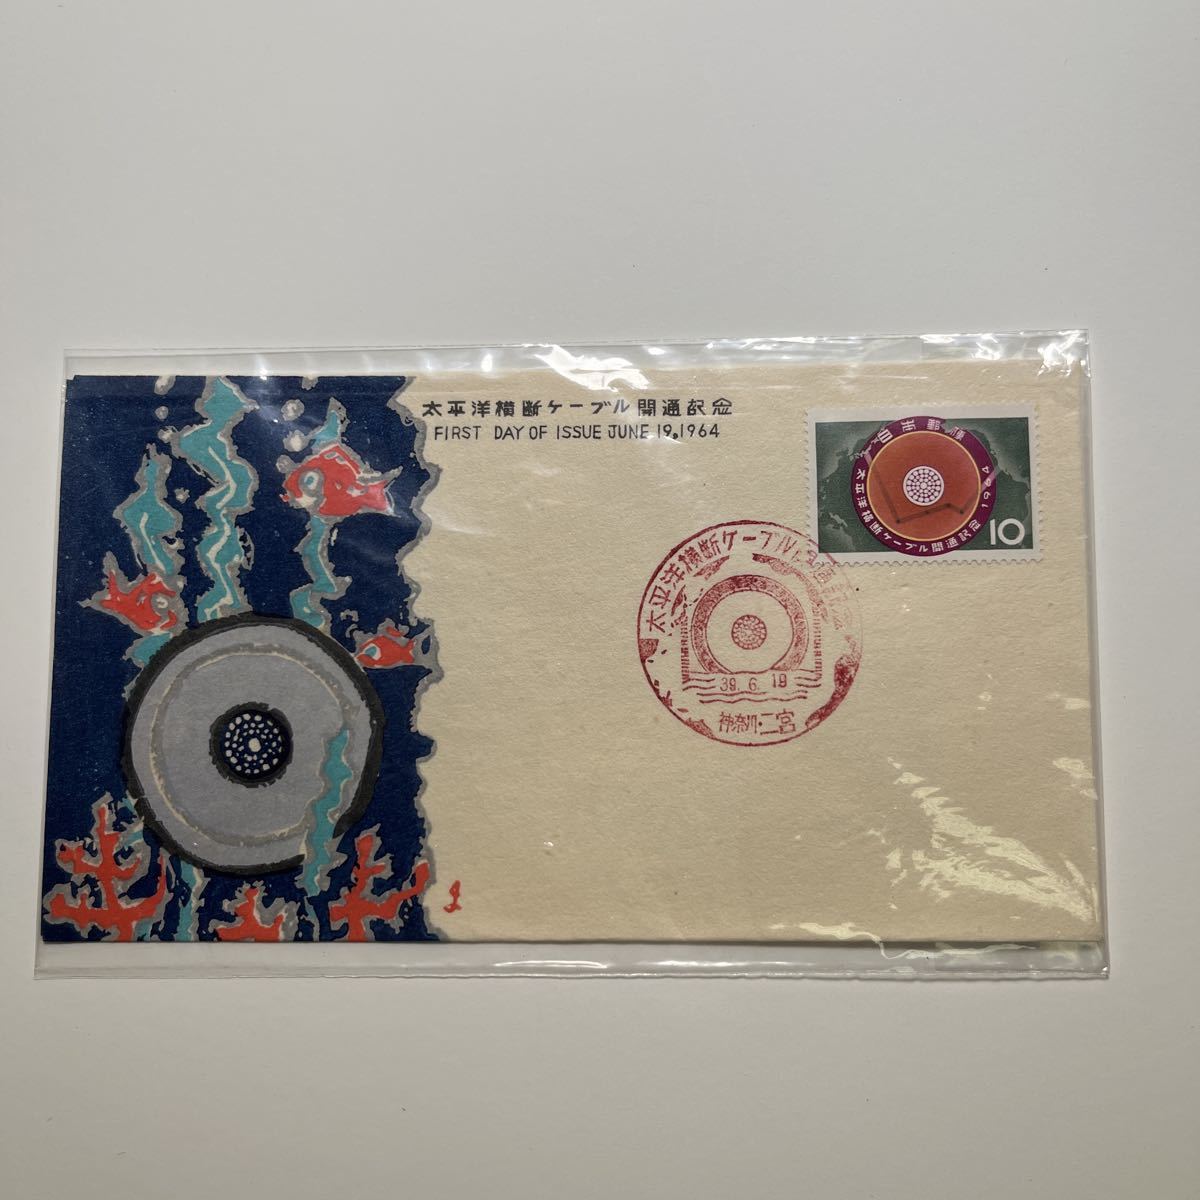 太平洋横断ケーブル開通記念
FIRST DAY OF ISSUE JUNE 19, 1964
日本郵便
太平洋横断ケーブル開通記念 1964
10
太平洋横断ケーブル開通記念
39.6.19
神奈川・二宮